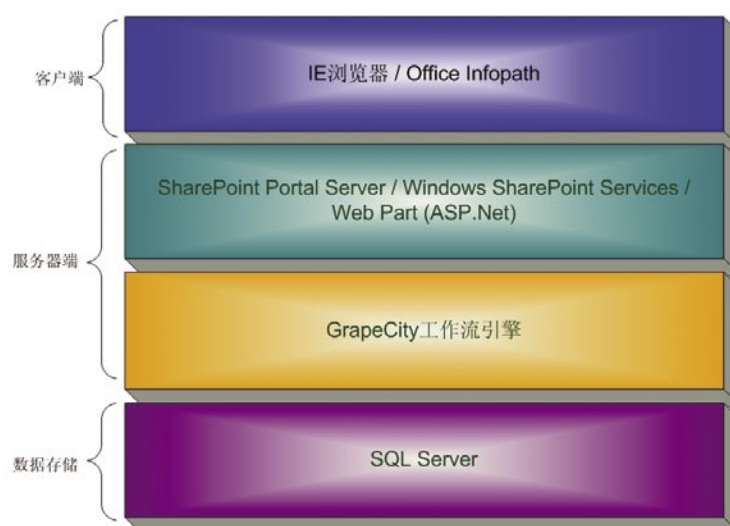 客户端
IE浏览器 / Office Infopath
服务器端
SharePoint Portal Server / Windows SharePoint Services /
Web Part (ASP.Net)
GrapeCity工作流引擎
数据存储
SQL Server